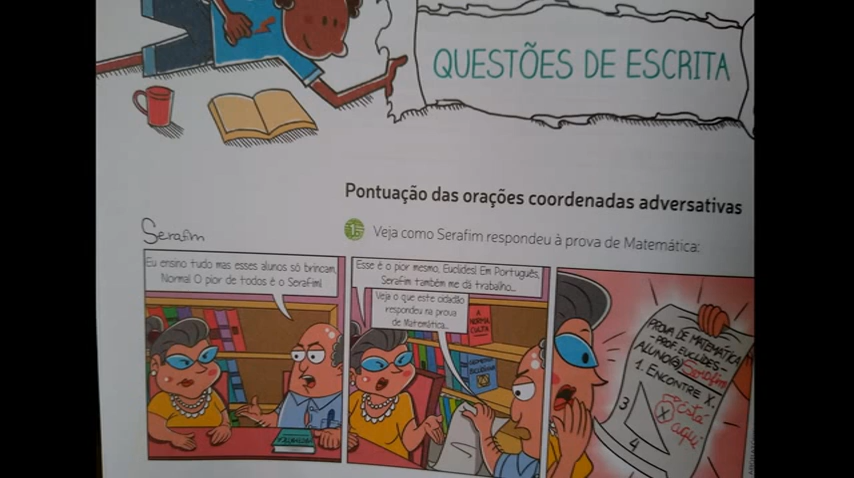 QUESTÕES DE ESCRITA
Pontuação das orações coordenadas adversativas
1. Veja como Serafim respondeu à prova de Matemática:
Serafim
Eu ensino tudo mas esses alunos só brincam,
Norma! O pior de todos é o Serafim!
Esse é o pior mesmo, Euclides! Em Português,
Serafim também me dá trabalho...
Veja o que este cidadão
respondeu na prova
de Matemática...
A
NORMA
CULTA
PROVA DE MATEMÁTICA
- PROF. EUCLIDES -
ALUNO(A) Serafim
1. ENCONTRE X.
3
X
Está
aqui
4